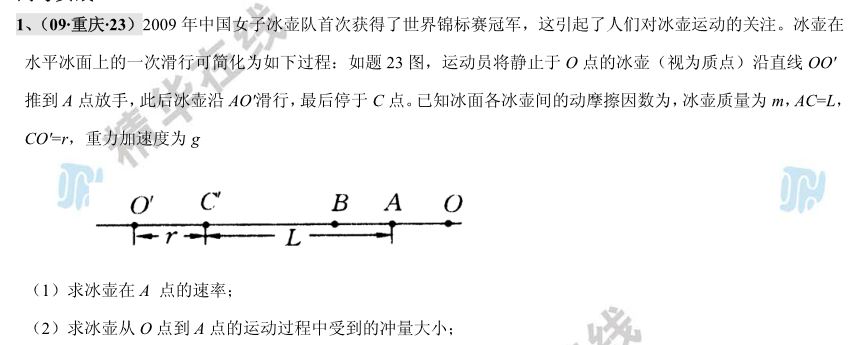 1、（09·重庆·23）2009 年中国女子冰壶队首次获得了世界锦标赛冠军，这引起了人们对冰壶运动的关注。冰壶在
水平冰面上的一次滑行可简化为如下过程：如题 23 图，运动员将静止于 O 点的冰壶（视为质点）沿直线 OO′
推到 A 点放手，此后冰壶沿 AO′滑行，最后停于 C 点。已知冰面各冰壶间的动摩擦因数为，冰壶质量为 m，AC=L，
CO′=r，重力加速度为 g
O′ C B A O
r L
（1）求冰壶在 A 点的速率；
（2）求冰壶从 O 点到 A 点的运动过程中受到的冲量大小；
精华在线